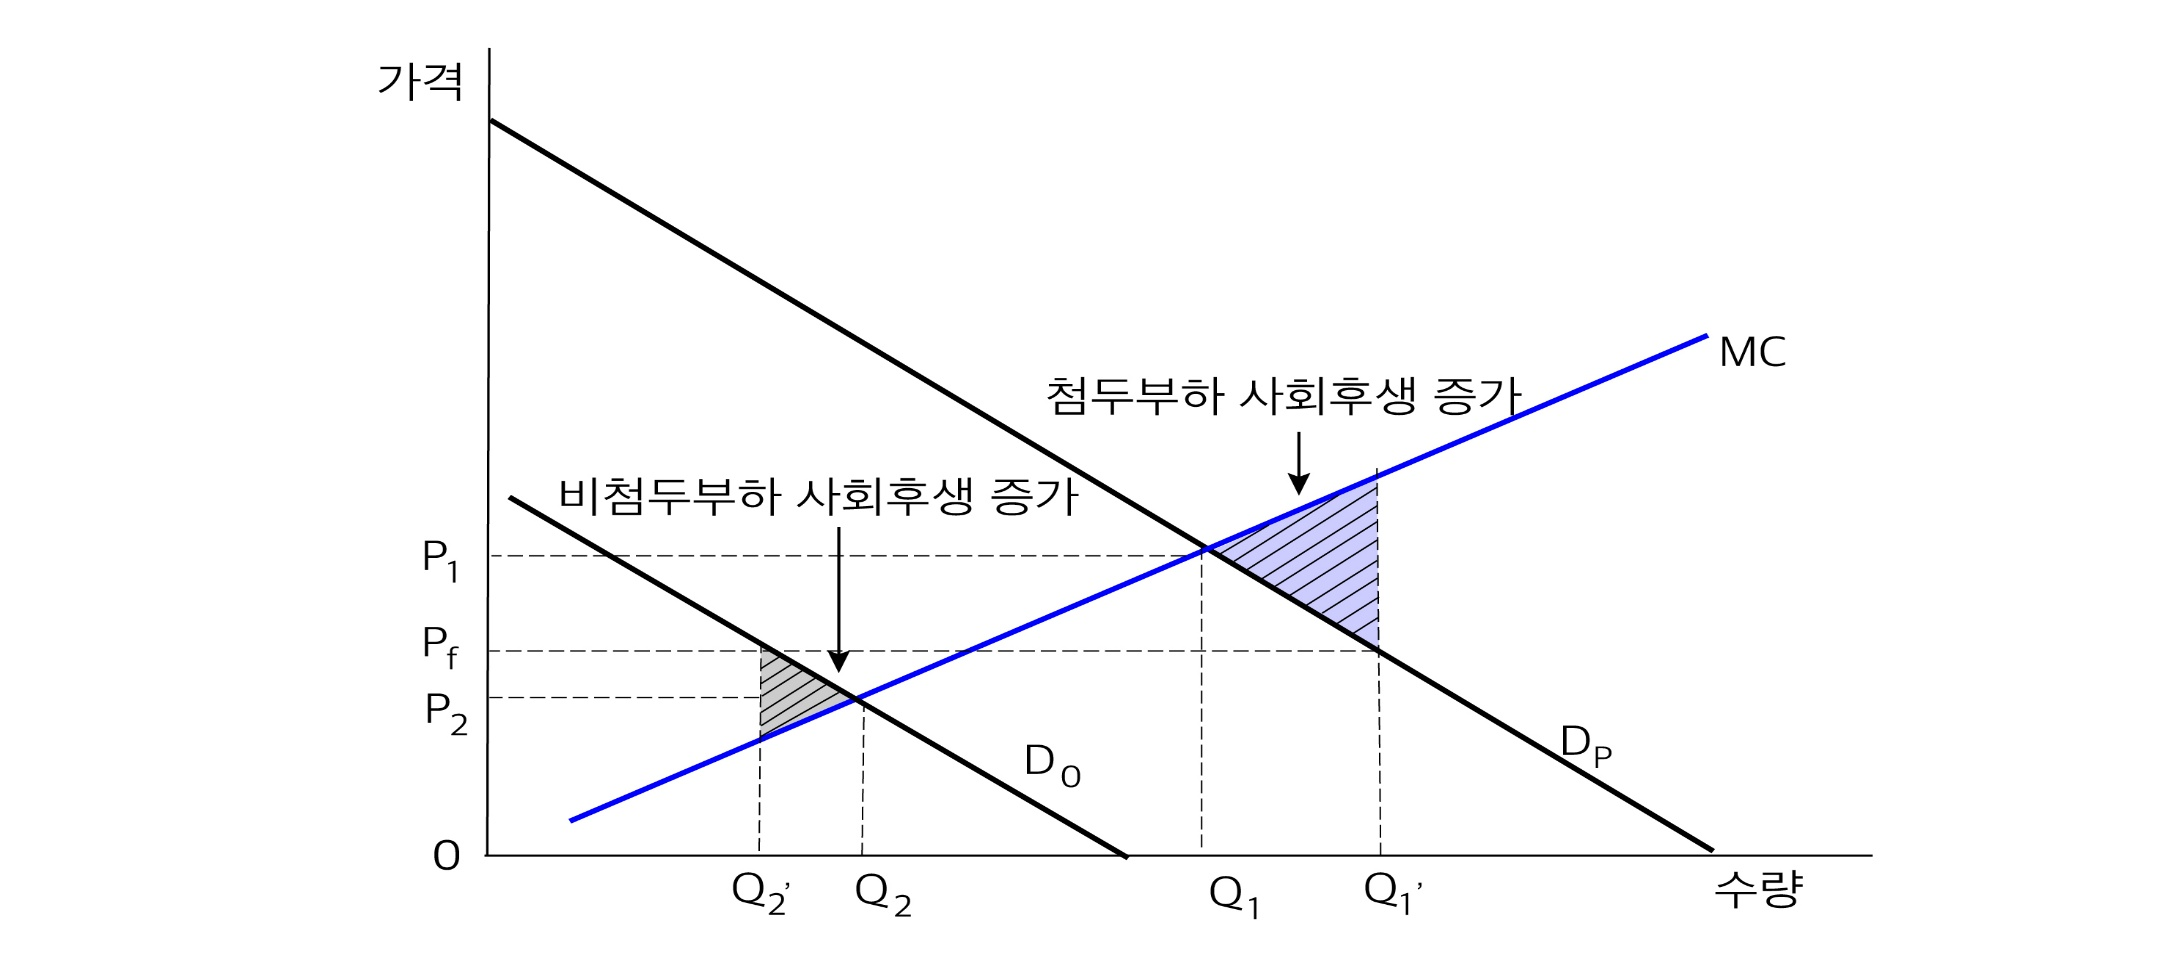 가격
MC
첨두부하 사회후생 증가
비첨두부하 사회후생 증가
P1
Pf
P2
D0
DP
0
Q2’
Q2
Q1
Q1’
수량